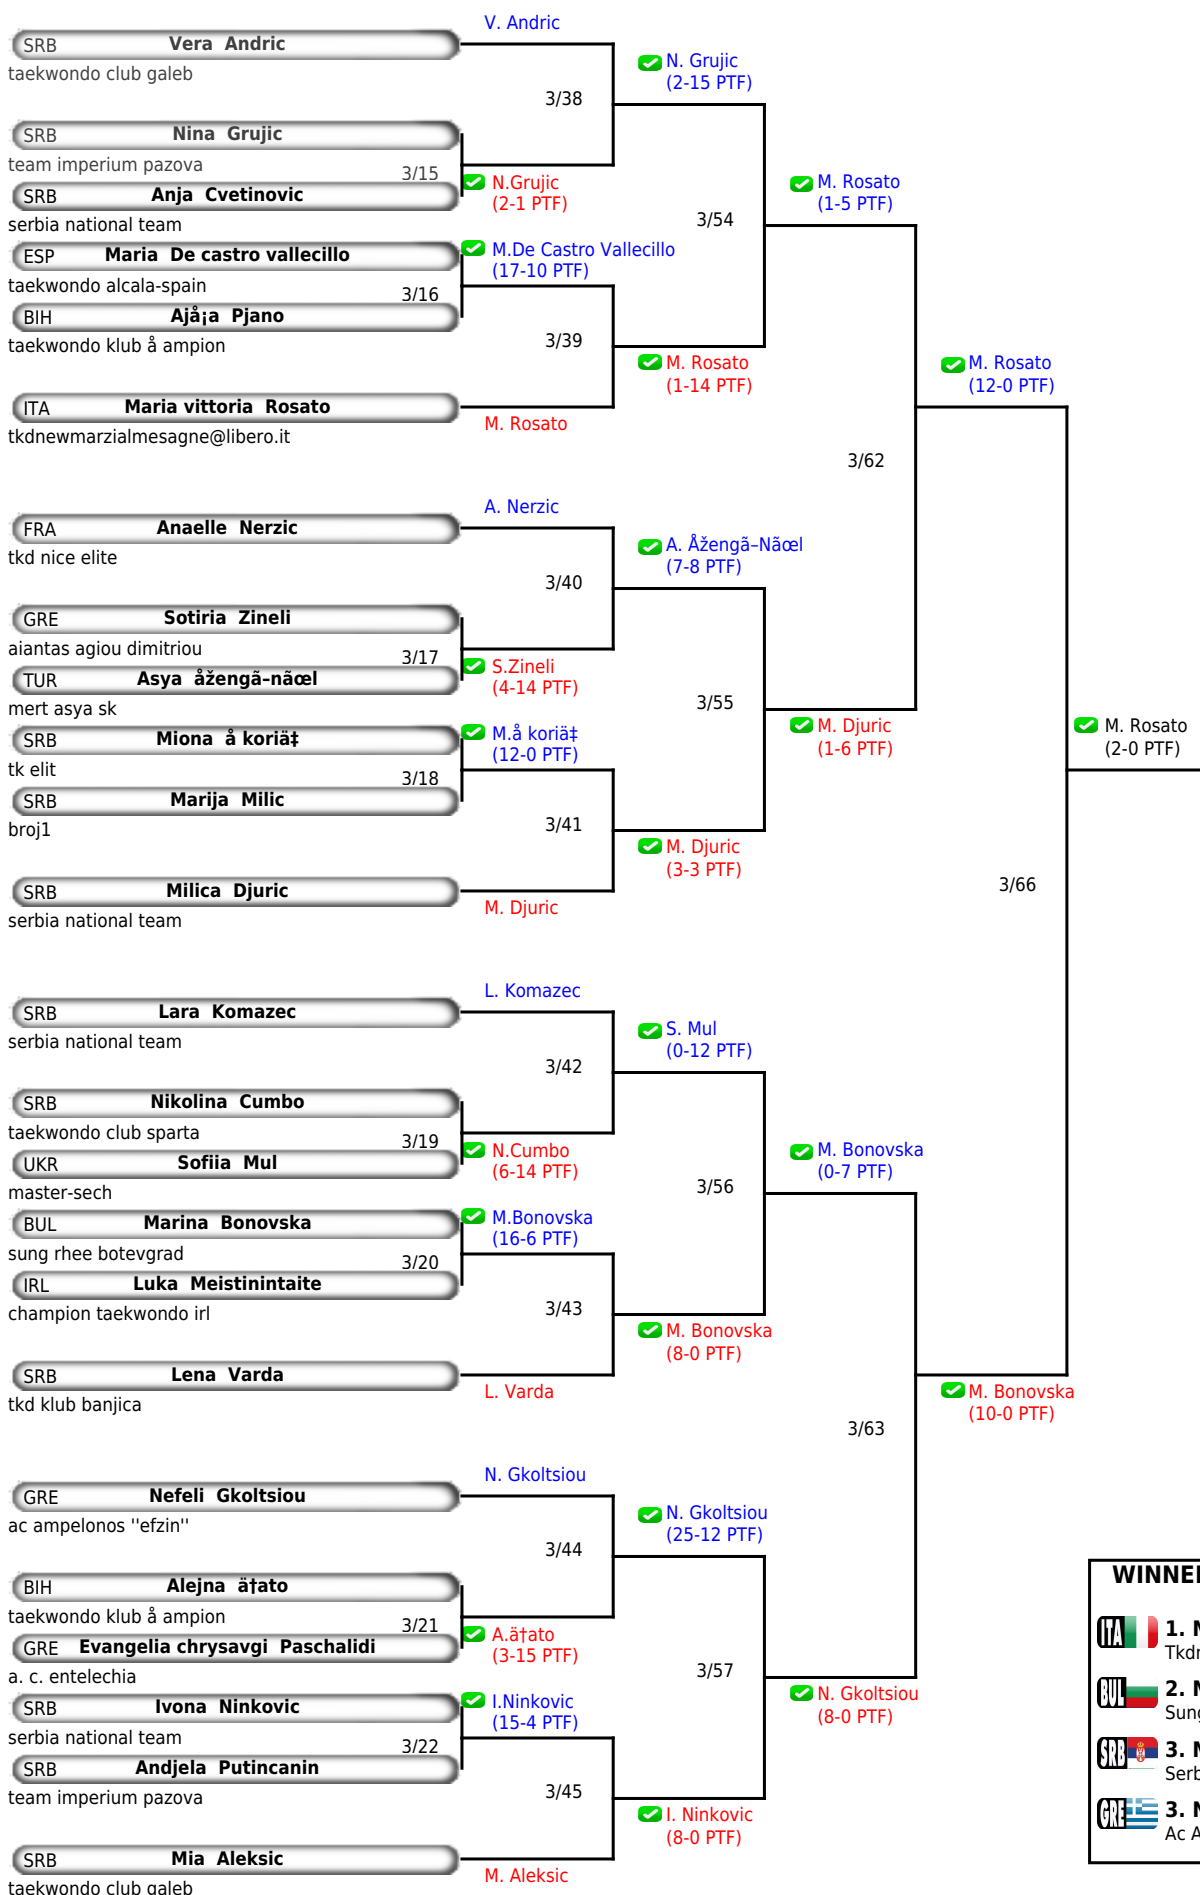 V. Andric
SRB Vera Andric
taekwondo club galeb
N. Grujic
(2-15 PTF)
3/38
SRB Nina Grujic
team imperium pazova
3/15
N.Grujic
(2-1 PTF)
SRB Anja Cvetinovic
serbia national team
M. Rosato
(1-5 PTF)
3/54
ESP Maria De castro vallecillo
taekwondo alcala-spain
M.De Castro Vallecillo
(17-10 PTF)
3/16
BIH Ajå¡a Pjano
taekwondo klub å ampion
3/39
M. Rosato
(1-14 PTF)
M. Rosato
(12-0 PTF)
ITA Maria vittoria Rosato
tkdnewmarzialmesagne@libero.it
M. Rosato
3/62
A. Nerzic
FRA Anaelle Nerzic
tkd nice elite
A. Åžengã–Nãœl
(7-8 PTF)
3/40
GRE Sotiria Zineli
aiantas agiou dimitriou
3/17
S.Zineli
(4-14 PTF)
TUR Asya åžengã–nãœl
mert asya sk
3/55
M. Djuric
(1-6 PTF)
M. Rosato
(2-0 PTF)
SRB Miona å koriä‡
tk elit
M.å koriä‡
(12-0 PTF)
3/18
SRB Marija Milic
broj1
3/41
M. Djuric
(3-3 PTF)
SRB Milica Djuric
serbia national team
M. Djuric
3/66
L. Komazec
SRB Lara Komazec
serbia national team
S. Mul
(0-12 PTF)
3/42
SRB Nikolina Cumbo
taekwondo club sparta
3/19
N.Cumbo
(6-14 PTF)
UKR Sofiia Mul
master-sech
M. Bonovska
(0-7 PTF)
3/56
BUL Marina Bonovska
sung rhee botevgrad
M.Bonovska
(16-6 PTF)
3/20
IRL Luka Meistinintaite
champion taekwondo irl
3/43
M. Bonovska
(8-0 PTF)
SRB Lena Varda
tkd klub banjica
L. Varda
M. Bonovska
(10-0 PTF)
3/63
N. Gkoltsiou
GRE Nefeli Gkoltsiou
ac ampelonos ''efzin''
N. Gkoltsiou
(25-12 PTF)
3/44
BIH Alejna ä†ato
taekwondo klub å ampion
3/21
A.ä†ato
(3-15 PTF)
GRE Evangelia chrysavgi Paschalidi
a. c. entelechia
3/57
N. Gkoltsiou
(8-0 PTF)
SRB Ivona Ninkovic
serbia national team
I.Ninkovic
(15-4 PTF)
3/22
SRB Andjela Putincanin
team imperium pazova
3/45
I. Ninkovic
(8-0 PTF)
SRB Mia Aleksic
taekwondo club galeb
M. Aleksic
ITA 1.
BUL 2.
SRB 3.
GRE 3.
Ac